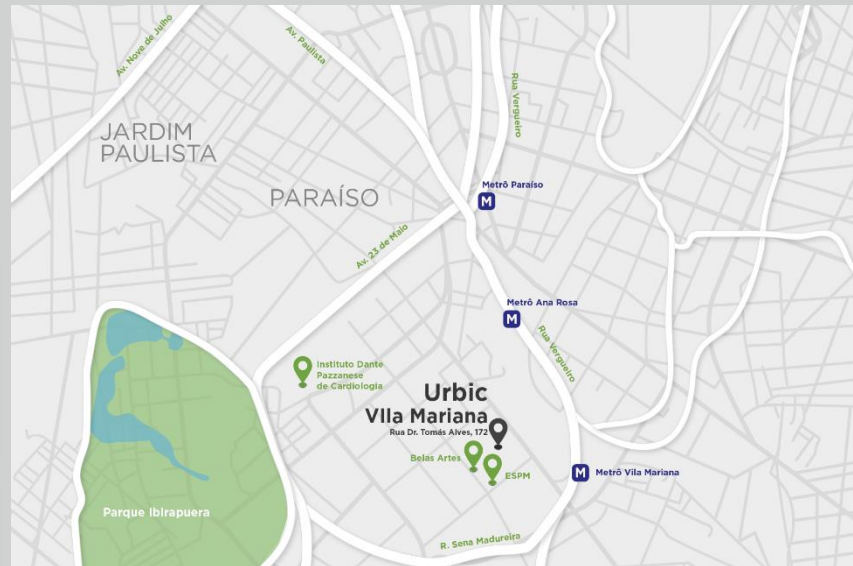 Av. Nove de Julho
Av. Paulista
Rua Vergueiro
JARDIM
PAULISTA
PARAÍSO
Metrô Paraíso
M
Av. 23 de Maio
Metrô Ana Rosa
M
Rua Vergueiro
Instituto Dante
Pazzanese
de Cardiologia
Urbic
VIla Mariana
Rua Dr. Tomás Alves, 172
Belas Artes
ESPM
M
Metrô Vila Mariana
Parque Ibirapuera
R. Sena Madureira